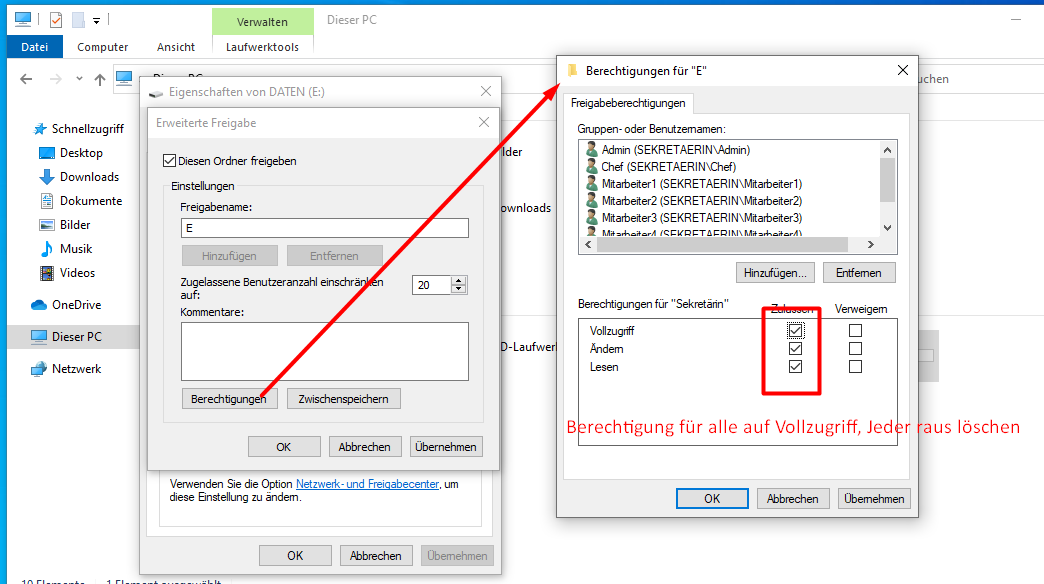 Verwalten
Dieser PC
Datei
Computer
Ansicht
Laufwerktools
Schnellzugriff
Desktop
Downloads
Dokumente
Bilder
Musik
Videos
OneDrive
Dieser PC
Netzwerk
Eigenschaften von DATEN (E:)
Erweiterte Freigabe
Diesen Ordner freigeben
Einstellungen
Freigabename:
E
Hinzufügen
Entfernen
Zugelassene Benutzeranzahl einschränken
auf:
20
Kommentare:
Berechtigungen
Zwischenspeichern
OK
Abbrechen
Übernehmen
Verwenden Sie die Option Netzwerk- und Freigabecenter, um
diese Einstellung zu ändern.
OK
Abbrechen
Übernehmen
Berechtigungen für "E"
Freigabeberechtigungen
Gruppen- oder Benutzernamen:
Admin (SEKRETAERIN\Admin)
Chef (SEKRETAERIN\Chef)
Mitarbeiter1 (SEKRETAERIN\Mitarbeiter1)
Mitarbeiter2 (SEKRETAERIN\Mitarbeiter2)
Mitarbeiter3 (SEKRETAERIN\Mitarbeiter3)
Mitarbeiter4 (SEKRETAERIN\Mitarbeiter4)
Hinzufügen...
Entfernen
Berechtigungen für "Sekretärin"
Zulassen
Verweigern
Vollzugriff
Ändern
Lesen
Berechtigung für alle auf Vollzugriff, Jeder raus löschen
OK
Abbrechen
Übernehmen
10 Elemente
1 Element ausgewählt